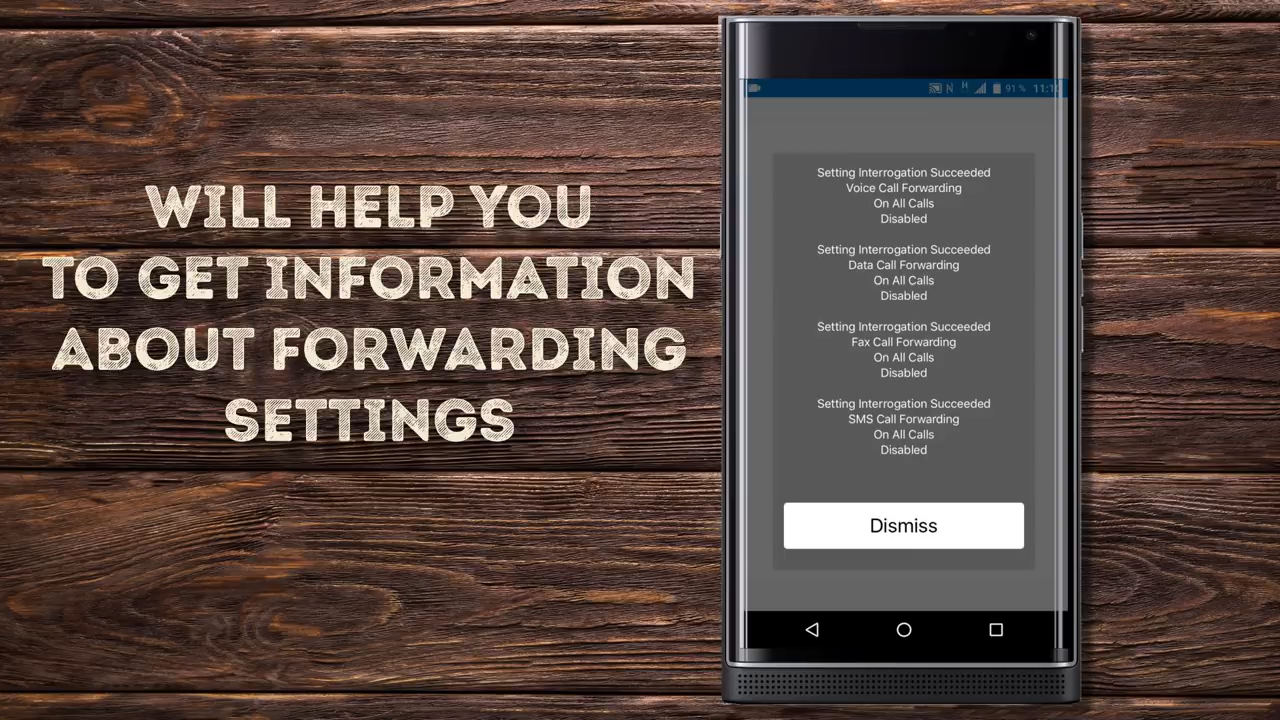 WILL HELP YOU
TO GET INFORMATION
ABOUT FORWARDING
SETTINGS
91 %
Setting Interrogation Succeeded
Voice Call Forwarding
On All Calls
Disabled
Setting Interrogation Succeeded
Data Call Forwarding
On All Calls
Disabled
Setting Interrogation Succeeded
Fax Call Forwarding
On All Calls
Disabled
Setting Interrogation Succeeded
SMS Call Forwarding
On All Calls
Disabled
Dismiss